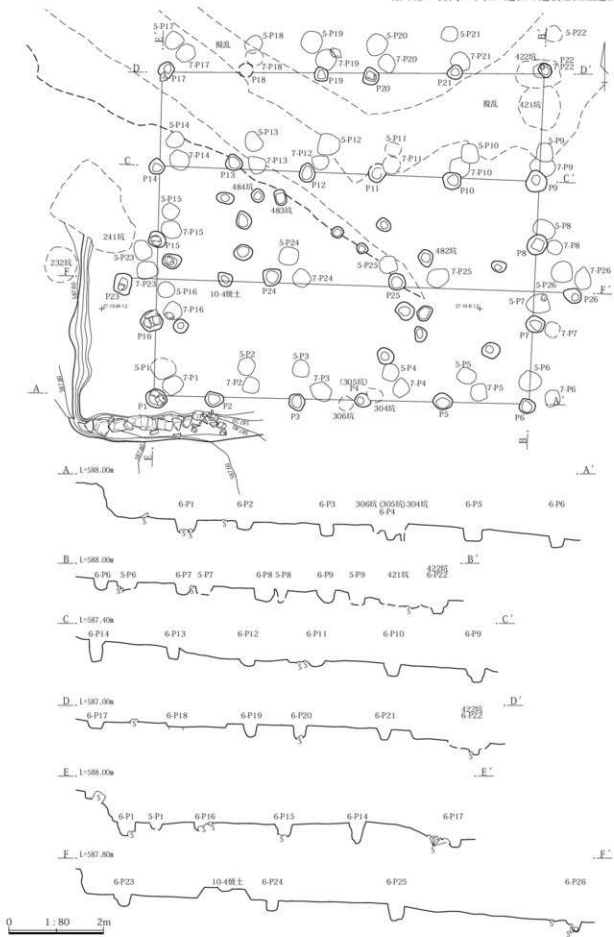 5-P17 5-P18 5-P19 5-P20 5-P21 B′ 5-P22
E′ 攪乱 422坑
7-P17 7-P18 7-P19 7-P20 7-P21 P22 7-P22
D P17 P18 P19 P20 P21 D′
攪乱 421坑
5-P14 5-P13 5-P12 5-P11 5-P10 5-P9
C 7-P14 7-P13 7-P12 7-P11 7-P10 7-P9
P14 P13 P12 P11 P10 P9 C′
484坑 483坑
5-P15 5-P8
241坑 7-P15 P15 5-P24 482坑 P8 7-P8
232坑 5-P23 5-P25 7-P26
F P23 7-P23 P24 7-P24 P25 7-P25 5-P26 P26 F′
5-P16 10-4焼土 5-P7
7-P16 P16 P7 7-P7
5-P1 5-P2 5-P3 (305坑) 5-P4 5-P5 5-P6
A 7-P1 7-P2 7-P3 P4 7-P4 7-P5 7-P6
P1 P2 P3 306坑 304坑 P5 P6 A′
E B
A L=588.00m A′
6-P1 6-P2 6-P3 306坑(305坑)304坑 6-P4 6-P5 6-P6
B L=588.00m B′
6-P6 5-P6 6-P7 5-P7 6-P8 5-P8 6-P9 5-P9 421坑 422坑 6-P22
C L=587.40m C′
6-P14 6-P13 6-P12 6-P11 6-P10 6-P9
D L=587.00m D′
6-P17 6-P18 6-P19 6-P20 6-P21 422坑 6-P22
E L=588.00m E′
6-P1 5-P1 6-P16 6-P15 6-P14 6-P17
F L=587.80m F′
6-P23 10-4焼土 6-P24 6-P25 6-P26
0 1:80 2m